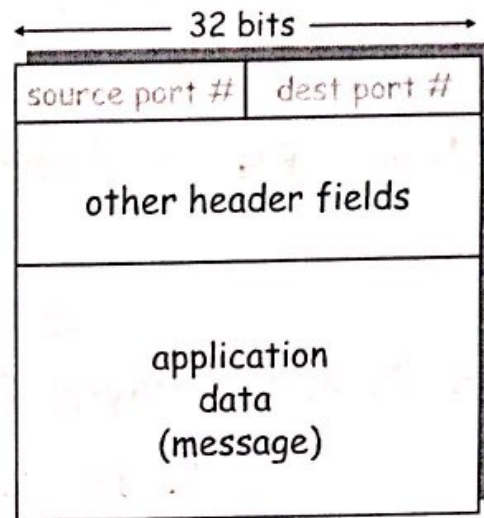 32 bits
source port # dest port #
other header fields
application
data
(message)